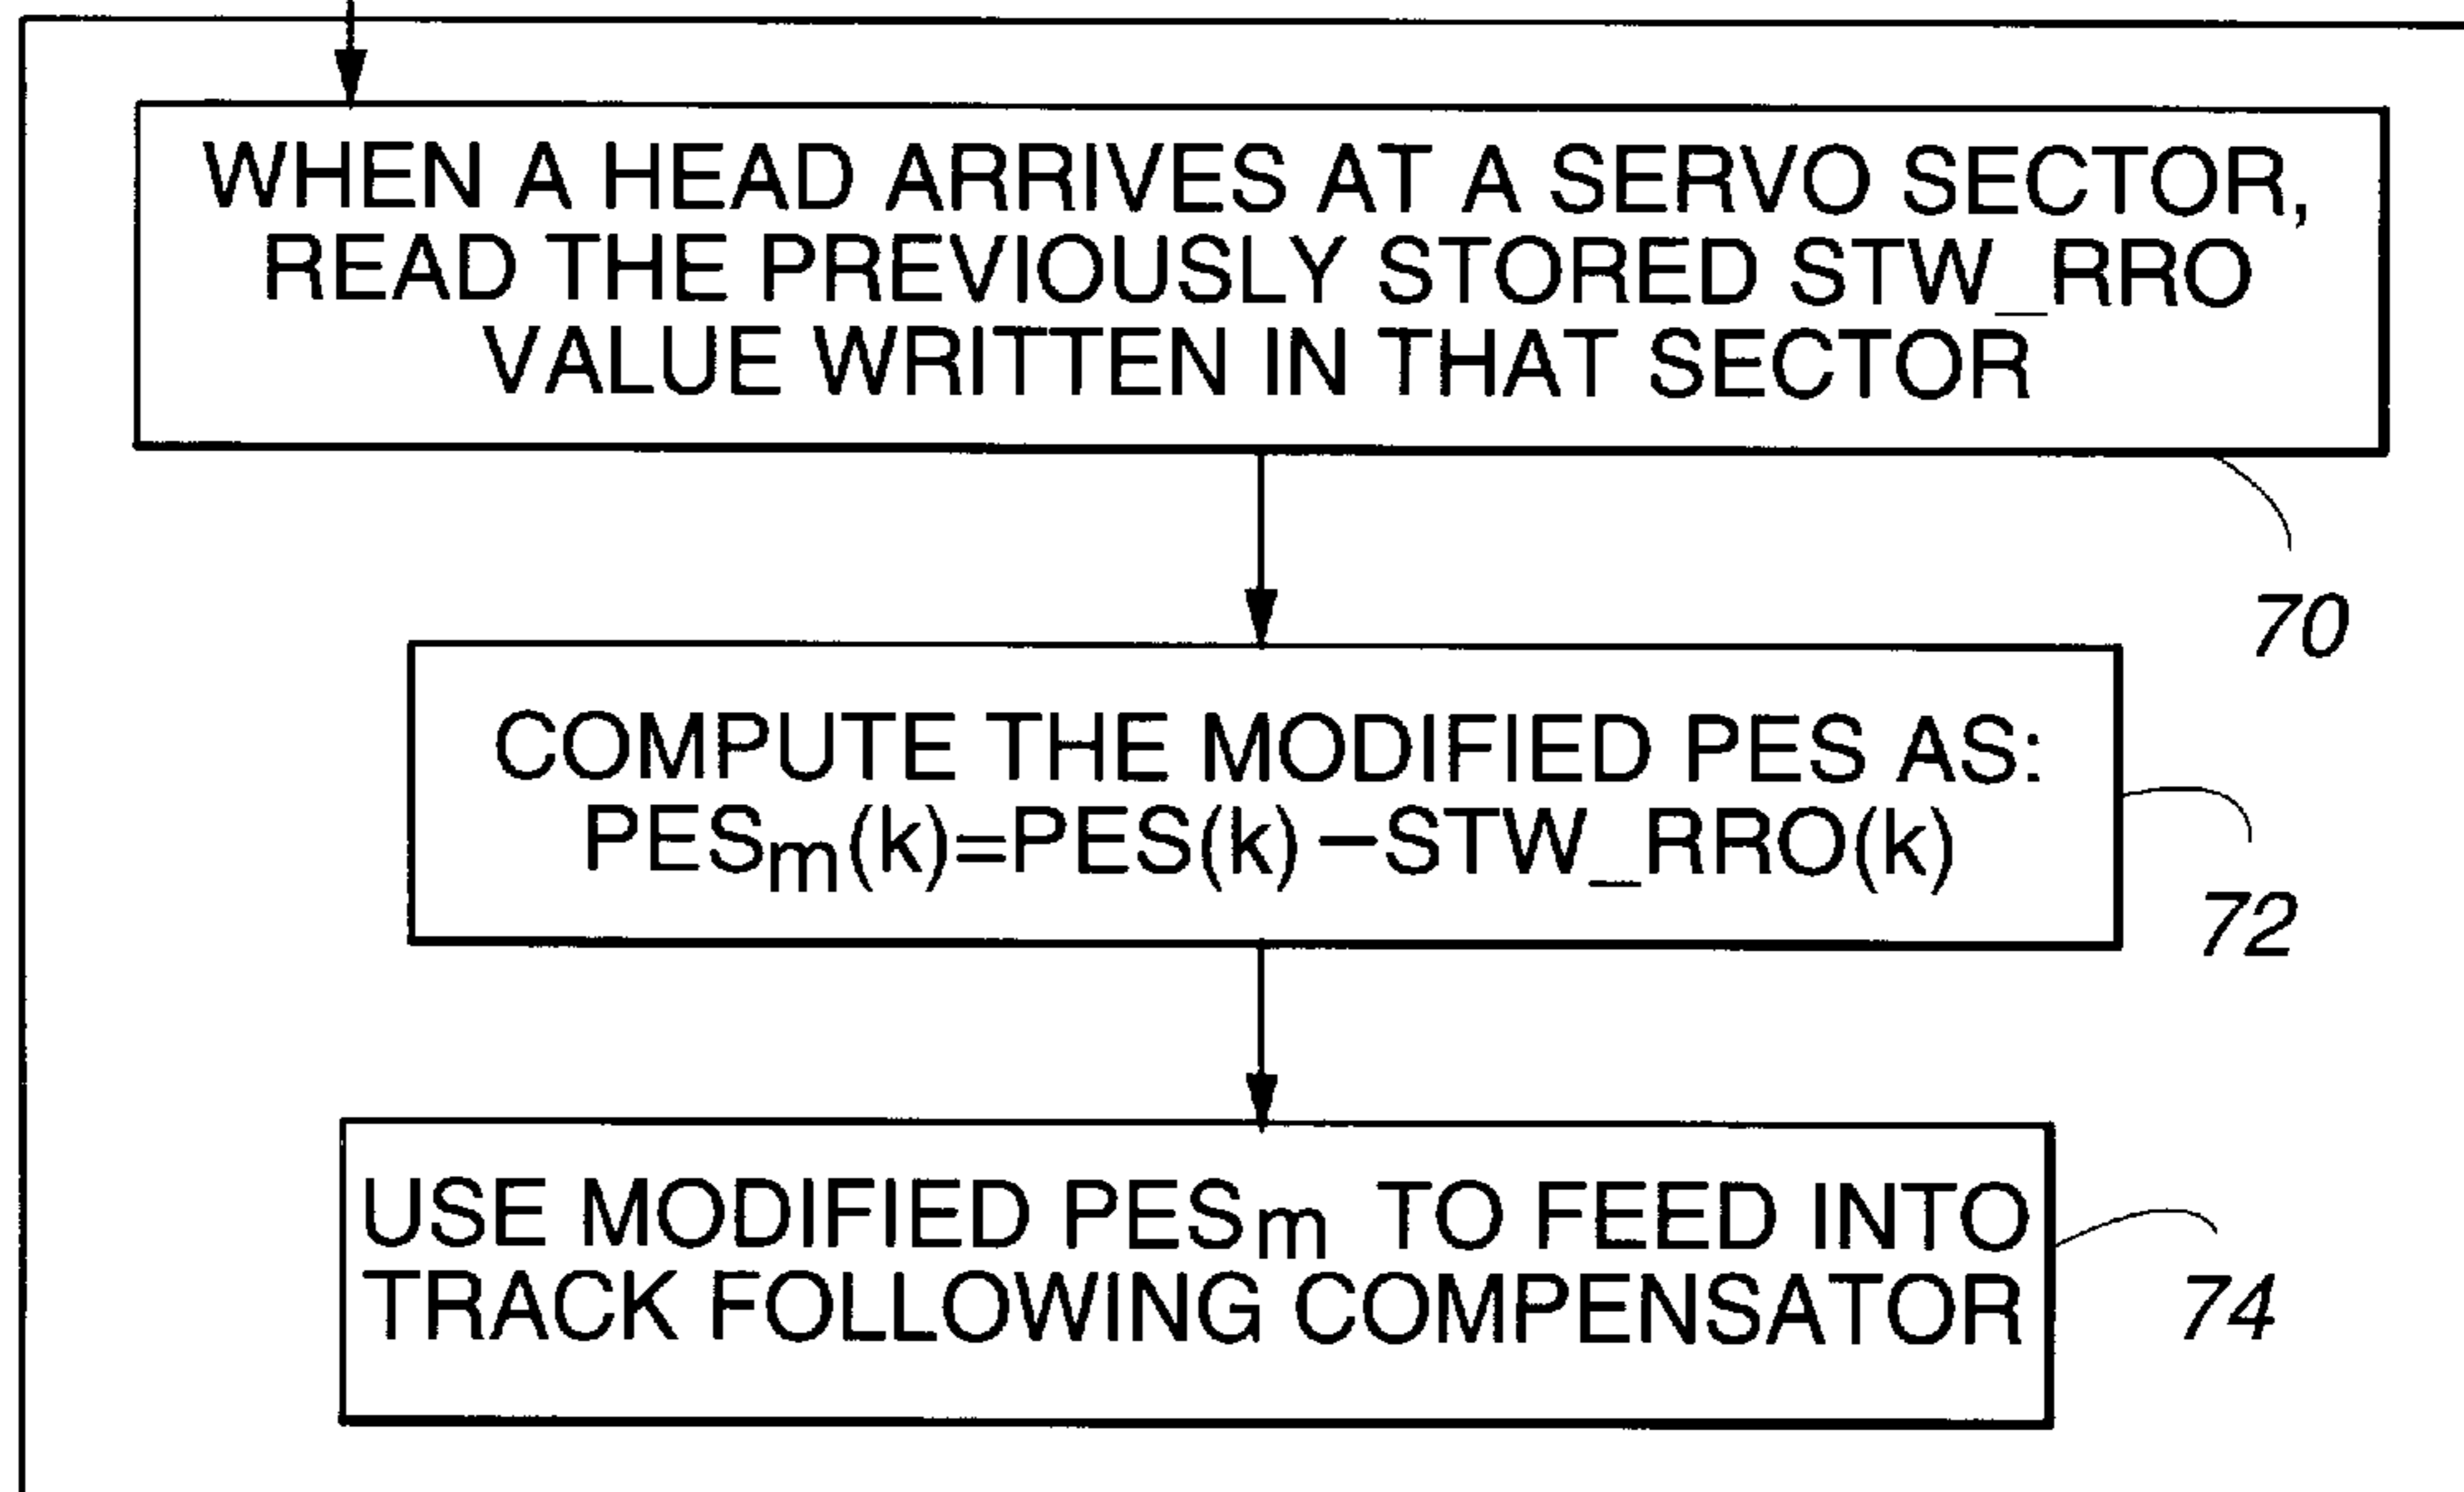 WHEN A HEAD ARRIVES AT A SERVO SECTOR,
READ THE PREVIOUSLY STORED STW_RRO
VALUE WRITTEN IN THAT SECTOR
70
COMPUTE THE MODIFIED PES AS:
PESm(k)=PES(k)−STW_RRO(k)
72
USE MODIFIED PESm TO FEED INTO
TRACK FOLLOWING COMPENSATOR
74